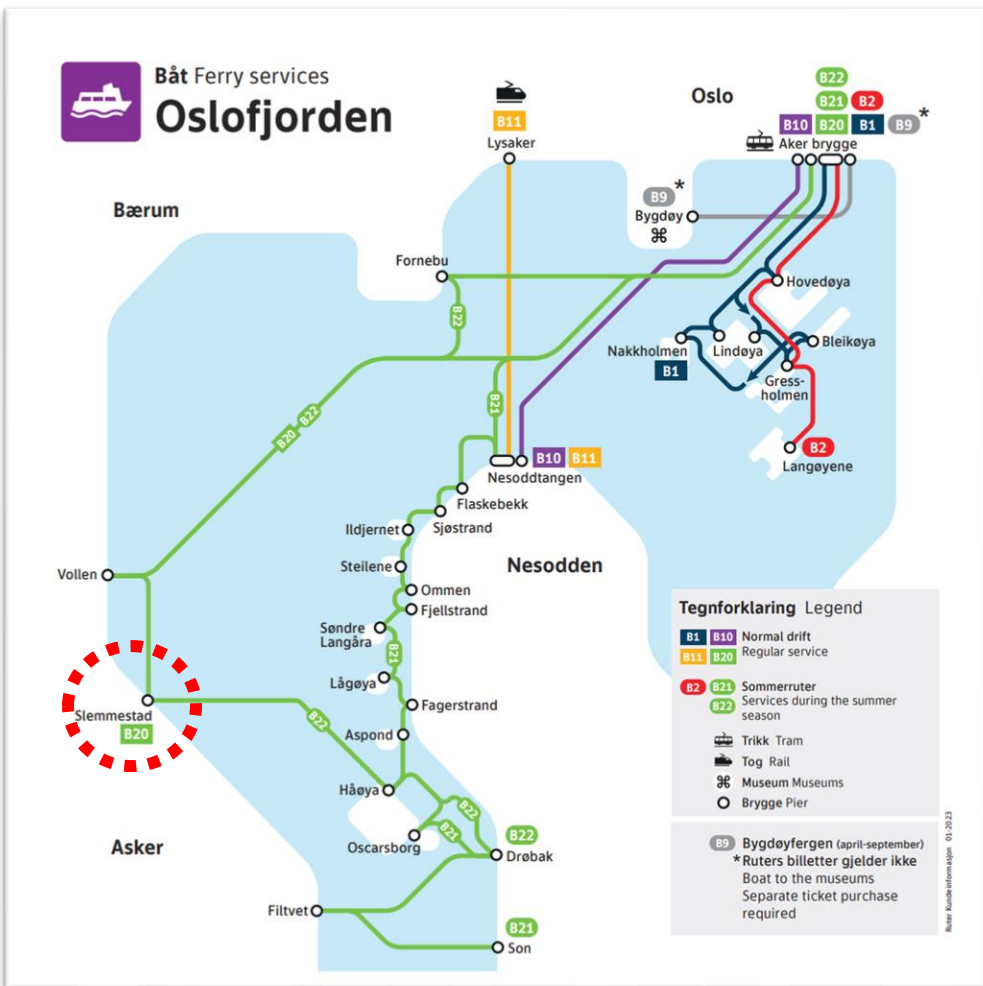 Båt Ferry services
Oslofjorden
B11
Lysaker
Oslo
B22
B21 B2
B10 B20 B1 B9 *
Aker brygge
Bærum
B9 *
Bygdøy
Fornebu
B22
Hovedøya
Nakkholmen
B1
Lindøya
Bleikøya
Gress-
holmen
B2
Langøyene
B20 B22
B21
B10 B11
Nesoddtangen
Flaskebekk
Sjøstrand
Ildjernet
Steilene
Nesodden
Vollen
Ommen
Fjellstrand
Søndre
Langåra
B21
Lågøya
Fagerstrand
Slemmestad
B20
B22
Aspond
Håøya
B22
B21
Oscarsborg
B22
Drøbak
Asker
Filtvet
B21
Son
Tegnforklaring Legend
B1 B10 Normal drift
B11 B20 Regular service
B2 B21 Sommerruter
B22 Services during the summer
season
Trikk Tram
Tog Rail
Museum Museums
Brygge Pier
B9 Bygdøyfergen (april-september)
*Ruters billetter gjelder ikke
Boat to the museums
Separate ticket purchase
required
Ruter Kundeinformasjon 01-2023